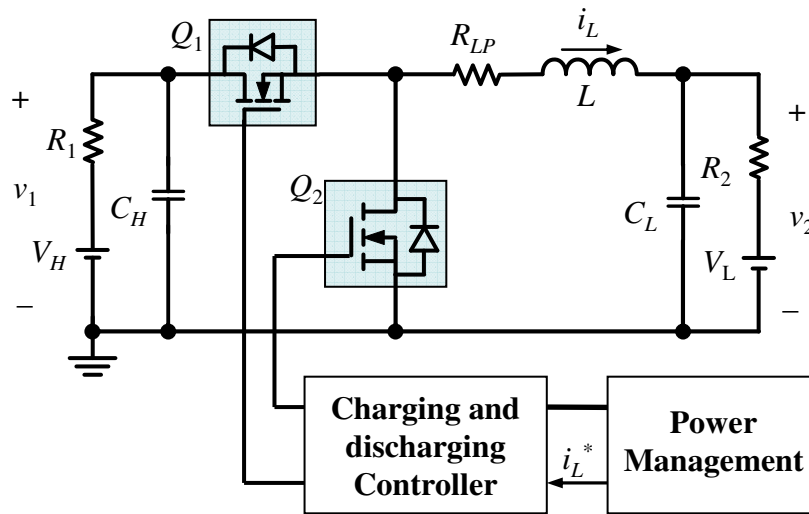 Q1
RLP
iL
L
+
+
R1
v1
CH
VH
−
Q2
CL
R2
v2
VL
−
Charging and
discharging
Controller
iL*
Power
Management